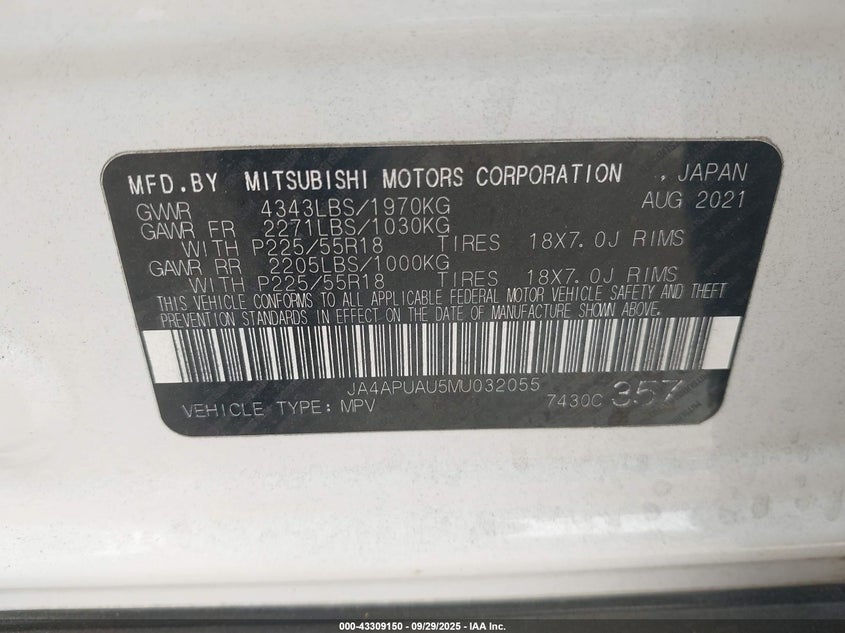 MFD.BY MITSUBISHI MOTORS CORPORATION , JAPAN
GVWR 4343LBS/1970KG AUG 2021
GAWR FR 2271LBS/1030KG
WITH P225/55R18 TIRES 18X7.0J RIMS
GAWR RR 2205LBS/1000KG
WITH P225/55R18 TIRES 18X7.0J RIMS
THIS VEHICLE CONFORMS TO ALL APPLICABLE FEDERAL MOTOR VEHICLE SAFETY AND THEFT
PREVENTION STANDARDS IN EFFECT ON THE DATE OF MANUFACTURE SHOWN ABOVE.
JA4APUAU5MU032055
VEHICLE TYPE: MPV 7430C 357
000-43309150 - 09/29/2025 - IAA Inc.